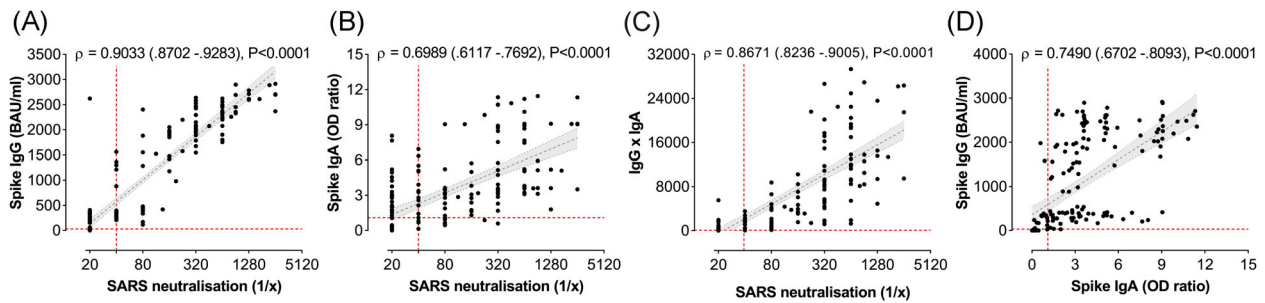 (A)
ρ = 0.9033 (.8702 -.9283), P<0.0001
Spike IgG (BAU/ml)
3500
3000
2500
2000
1500
1000
500
0
20 80 320 1280 5120
SARS neutralisation (1/x)
(B)
ρ = 0.6989 (.6117 -.7692), P<0.0001
Spike IgA (OD ratio)
15
12
9
6
3
0
20 80 320 1280 5120
SARS neutralisation (1/x)
(C)
ρ = 0.8671 (.8236 -.9005), P<0.0001
IgG x IgA
32000
24000
16000
8000
0
20 80 320 1280 5120
SARS neutralisation (1/x)
(D)
ρ = 0.7490 (.6702 -.8093), P<0.0001
Spike IgG (BAU/ml)
4000
3000
2000
1000
0
0 3 6 9 12 15
Spike IgA (OD ratio)